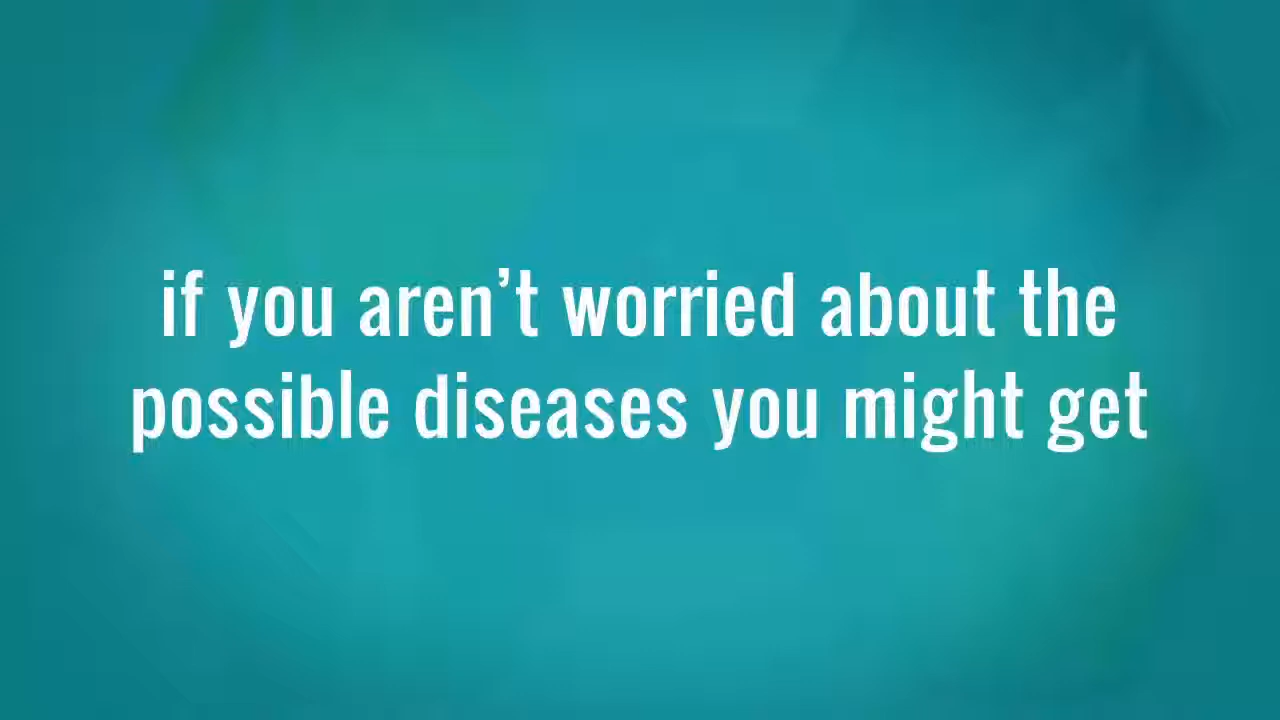 if you aren’t worried about the
possible diseases you might get